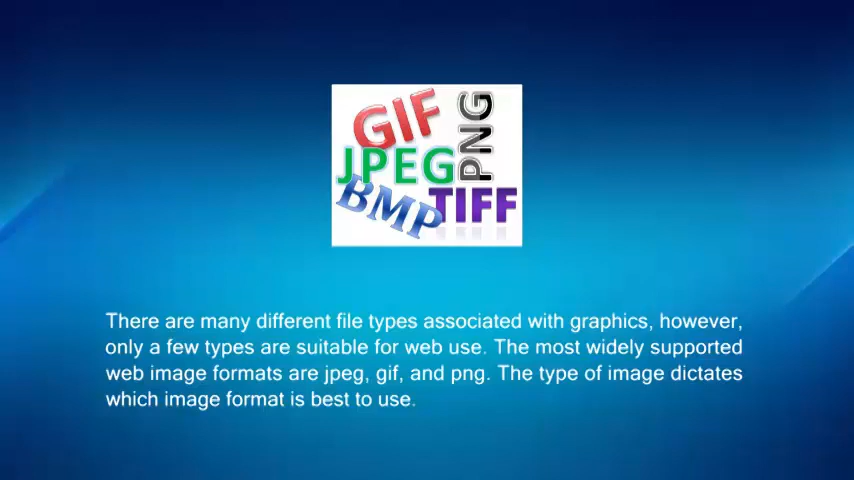 GIF
PNG
JPEG
BMP
TIFF
There are many different file types associated with graphics, however,
only a few types are suitable for web use. The most widely supported
web image formats are jpeg, gif, and png. The type of image dictates
which image format is best to use.